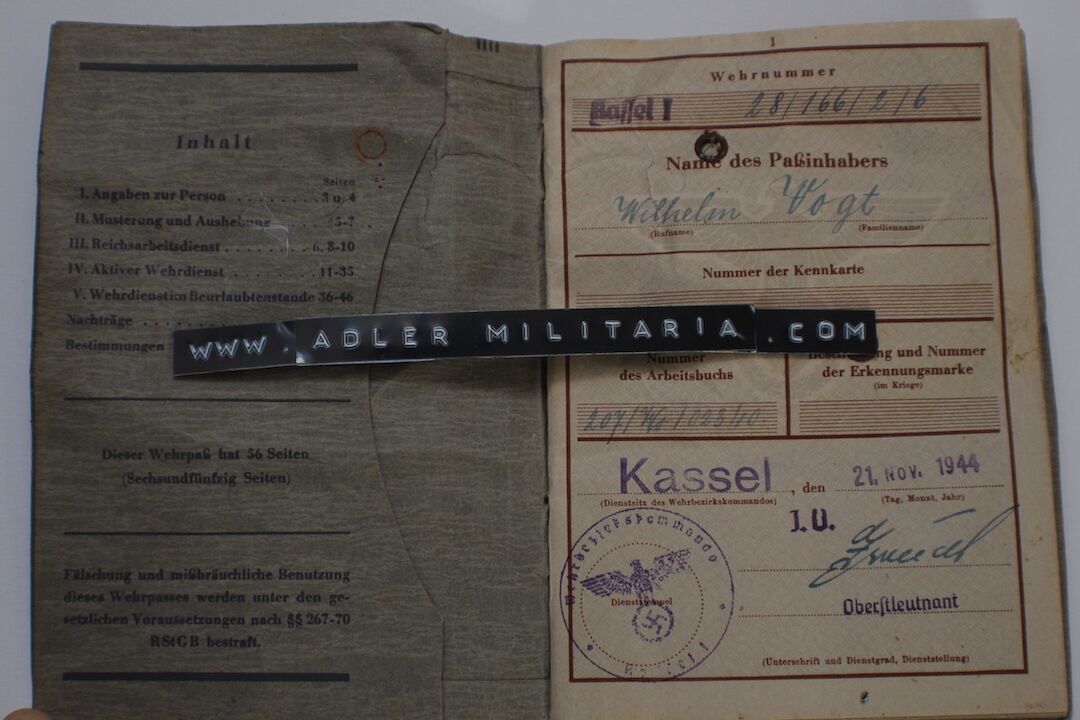 Inhalt
Seiten
I. Angaben zur Person . . . . . . . . 3 u. 4
II. Musterung und Aushebung 5-7
III. Reichsarbeitsdienst . . . . . . . . 6, 8-10
IV. Aktiver Wehrdienst . . . . . 11-35
V. Wehrdienst im Beurlaubtenstande 36-46
Nachträge . . . . . . .
Bestimmungen
Dieser Wehrpaß hat 56 Seiten
(Sechsundfünfzig Seiten)
Fälschung und mißbräuchliche Benutzung
dieses Wehrpasses werden unter den ge-
setzlichen Voraussetzungen nach §§ 267-70
RStGB bestraft.
WWW. ADLER MILITARIA .COM
1
Wehrnummer
Kassel I 28/166/2/6
Name des Paßinhabers
Wilhelm Vogt
(Rufname) (Familienname)
Nummer der Kennkarte
Nummer
des Arbeitsbuchs
und Nummer
der Erkennungsmarke
(im Kriege)
Kassel , den 21. NOV. 1944
(Dienstsitz des Wehrbezirkskommandos) (Tag, Monat, Jahr)
Wehrbezirkskommando
I.U.
Dienststempel
Oberstleutnant
(Unterschrift und Dienstgrad, Dienststellung)